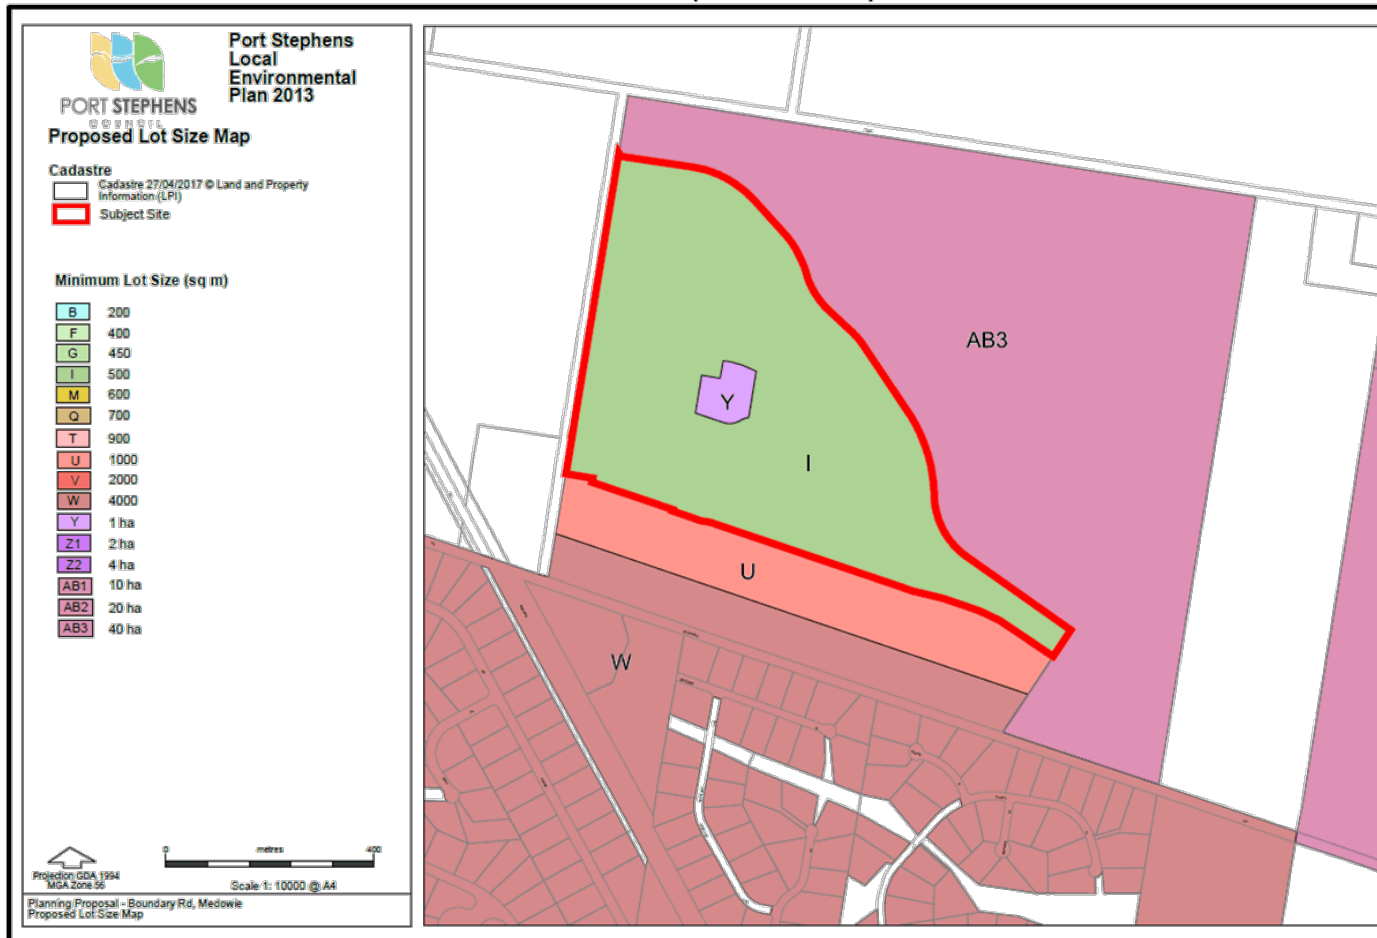 Port Stephens
Local
Environmental
Plan 2013
PORT STEPHENS
COUNCIL
Proposed Lot Size Map
Cadastre
Cadastre 27/04/2017 © Land and Property
Information (LPI)
Subject Site
Minimum Lot Size (sq m)
B 200
F 400
G 450
I 500
M 600
Q 700
T 900
U 1000
V 2000
W 4000
Y 1 ha
Z1 2 ha
Z2 4 ha
AB1 10 ha
AB2 20 ha
AB3 40 ha
AB3
Y
I
U
W
0 metres 400
Projection GDA 1994
MGA Zone 56
Scale 1: 10000 @ A4
Planning Proposal - Boundary Rd, Medowie
Proposed Lot Size Map